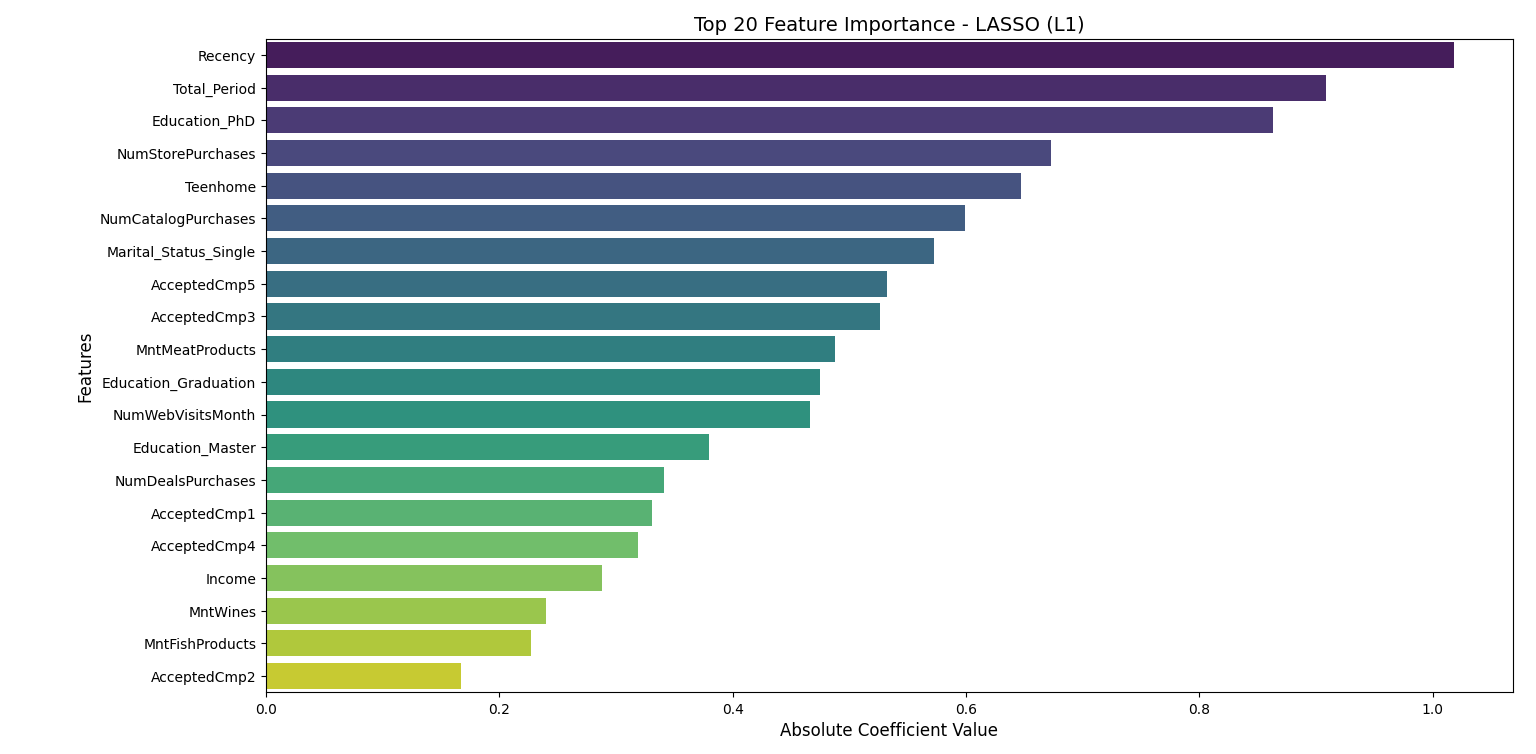 Top 20 Feature Importance - LASSO (L1)
Features
Recency
Total_Period
Education_PhD
NumStorePurchases
Teenhome
NumCatalogPurchases
Marital_Status_Single
AcceptedCmp5
AcceptedCmp3
MntMeatProducts
Education_Graduation
NumWebVisitsMonth
Education_Master
NumDealsPurchases
AcceptedCmp1
AcceptedCmp4
Income
MntWines
MntFishProducts
AcceptedCmp2
0.0 0.2 0.4 0.6 0.8 1.0
Absolute Coefficient Value